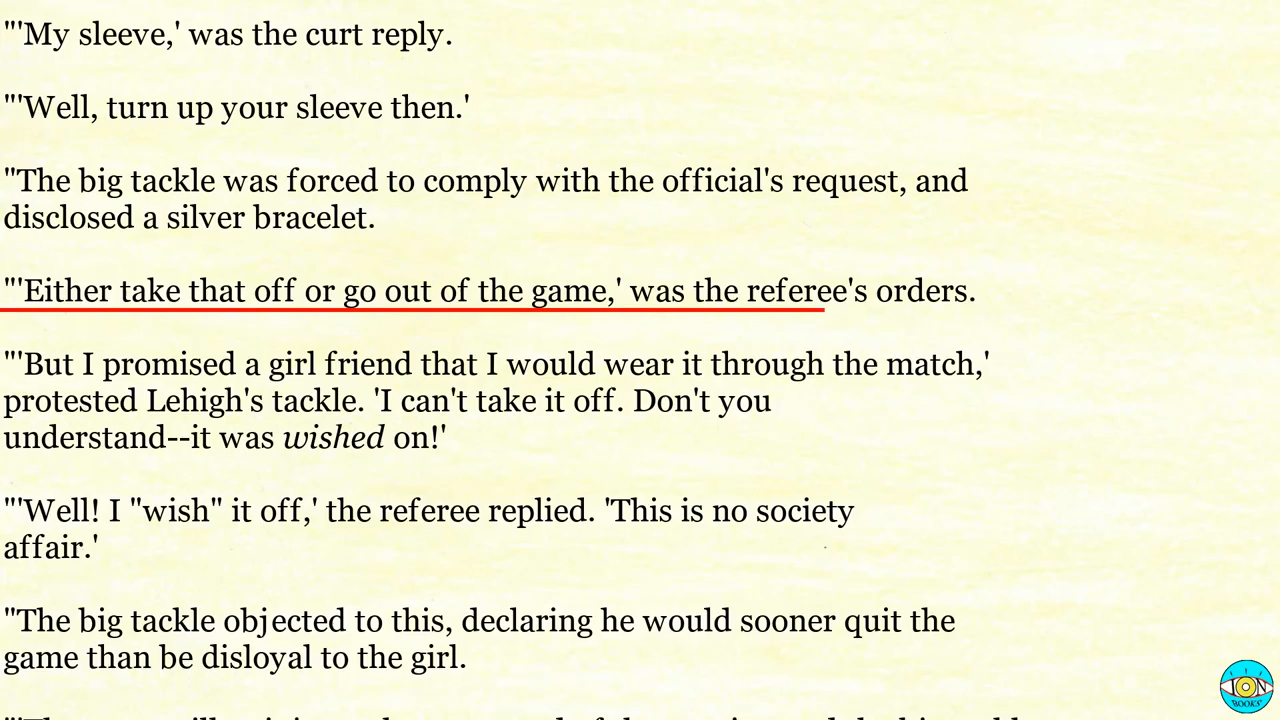 "'My sleeve,' was the curt reply.
"'Well, turn up your sleeve then.'
"The big tackle was forced to comply with the official's request, and
disclosed a silver bracelet.
"'Either take that off or go out of the game,' was the referee's orders.
"'But I promised a girl friend that I would wear it through the match,'
protested Lehigh's tackle. 'I can't take it off. Don't you
understand--it was wished on!'
"'Well! I "wish" it off,' the referee replied. 'This is no society
affair.'
"The big tackle objected to this, declaring he would sooner quit the
game than be disloyal to the girl.
ION
BOOKS